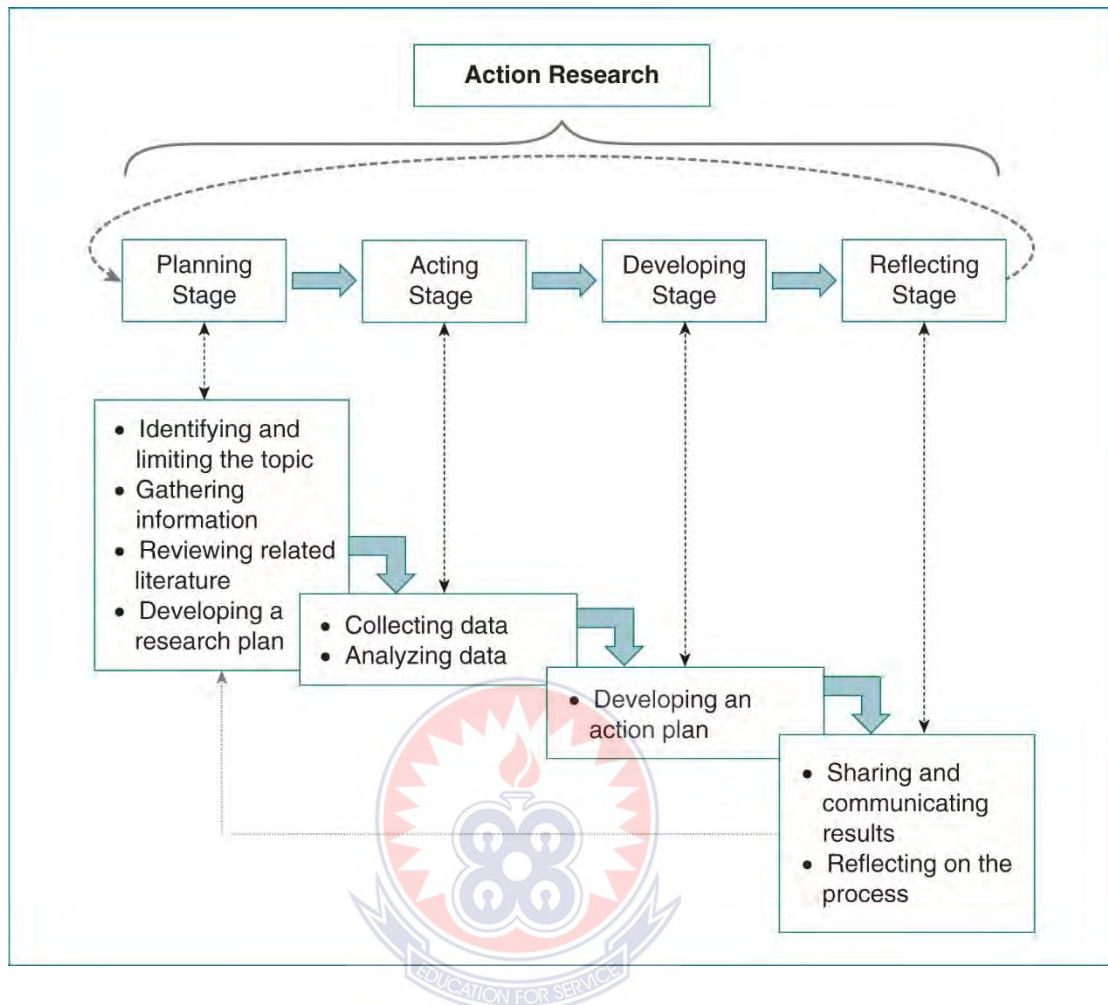 Action Research
Planning
Stage
Acting
Stage
Developing
Stage
Reflecting
Stage
• Identifying and
limiting the topic
• Gathering
information
• Reviewing related
literature
• Developing a
research plan
• Collecting data
• Analyzing data
• Developing an
action plan
• Sharing and
communicating
results
• Reflecting on the
process
EDUCATION FOR SERVICE